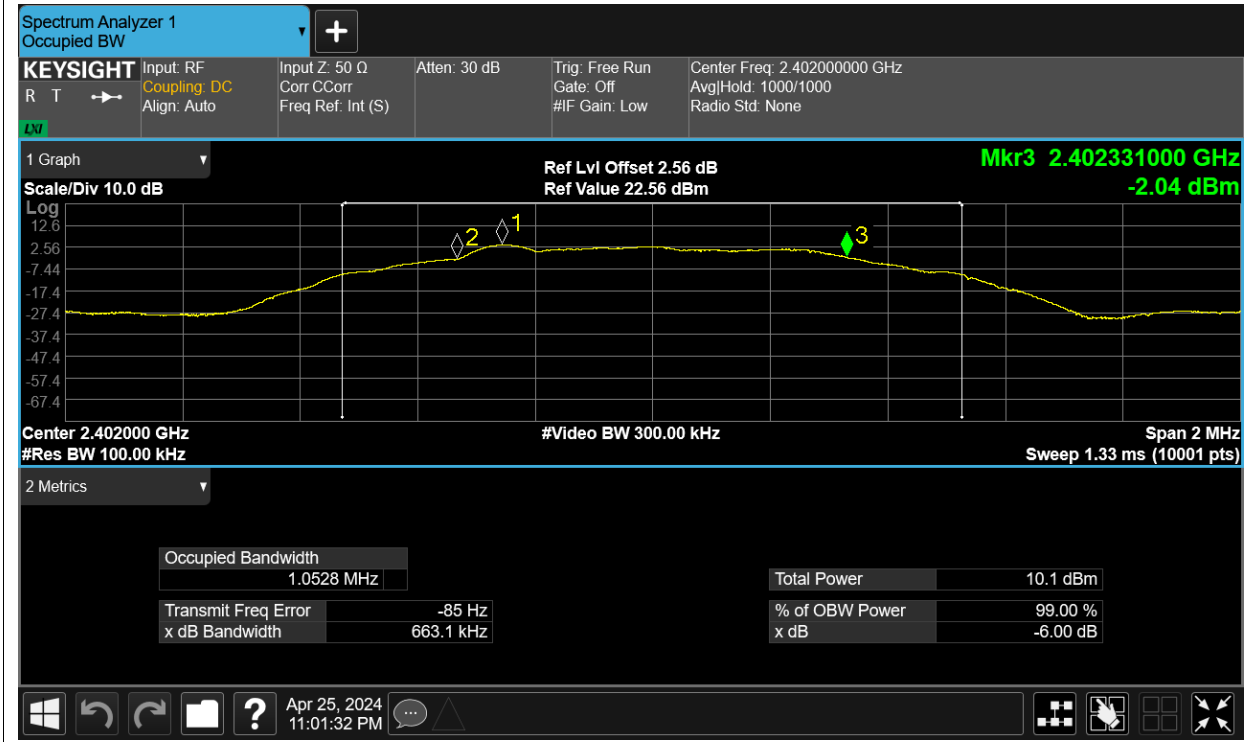 Spectrum Analyzer 1
Occupied BW
KEYSIGHT
R T
LXI
Input: RF
Coupling: DC
Align: Auto
Input Z: 50 Ω
Corr CCorr
Freq Ref: Int (S)
Atten: 30 dB
Trig: Free Run
Gate: Off
#IF Gain: Low
Center Freq: 2.402000000 GHz
Avg|Hold: 1000/1000
Radio Std: None
1 Graph
Scale/Div 10.0 dB
Ref Lvl Offset 2.56 dB
Ref Value 22.56 dBm
Mkr3 2.402331000 GHz
-2.04 dBm
Log
12.6
2.56
-7.44
-17.4
-27.4
-37.4
-47.4
-57.4
-67.4
2
1
3
Center 2.402000 GHz
#Res BW 100.00 kHz
#Video BW 300.00 kHz
Span 2 MHz
Sweep 1.33 ms (10001 pts)
2 Metrics
Occupied Bandwidth
1.0528 MHz
Transmit Freq Error -85 Hz
x dB Bandwidth 663.1 kHz
Total Power 10.1 dBm
% of OBW Power 99.00 %
x dB -6.00 dB
?
Apr 25, 2024
11:01:32 PM